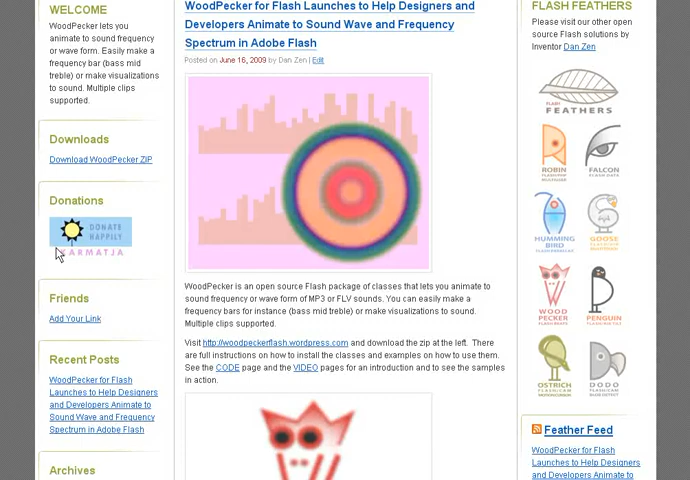 WELCOME
WoodPecker lets you
animate to sound frequency
or wave form. Easily make a
frequency bar (bass mid
treble) or make visualizations
to sound. Multiple clips
supported.
Downloads
Download WoodPecker ZIP
Donations
DONATE
HAPPILY
KARMATJA
Friends
Add Your Link
Recent Posts
WoodPecker for Flash
Launches to Help Designers
and Developers Animate to
Sound Wave and Frequency
Spectrum in Adobe Flash
Archives
WoodPecker for Flash Launches to Help Designers and
Developers Animate to Sound Wave and Frequency
Spectrum in Adobe Flash
Posted on June 16, 2009 by Dan Zen | Edit
WoodPecker is an open source Flash package of classes that lets you animate to
sound frequency or wave form of MP3 or FLV sounds. You can easily make a
frequency bars for instance (bass mid treble) or make visualizations to sound.
Multiple clips supported.
Visit http://woodpeckerflash.wordpress.com and download the zip at the left. There
are full instructions on how to install the classes and examples on how to use them.
See the CODE page and the VIDEO pages for an introduction and to see the samples
in action.
FLASH FEATHERS
Please visit our other open
source Flash solutions by
Inventor Dan Zen
FLASH
FEATHERS
ROBIN
FALCON
FLASH DATA
HUMMING
BIRD
GOOSE
WOOD
PECKER
PENGUIN
OSTRICH
DODO
Feather Feed
WoodPecker for Flash
Launches to Help Designers
and Developers Animate to